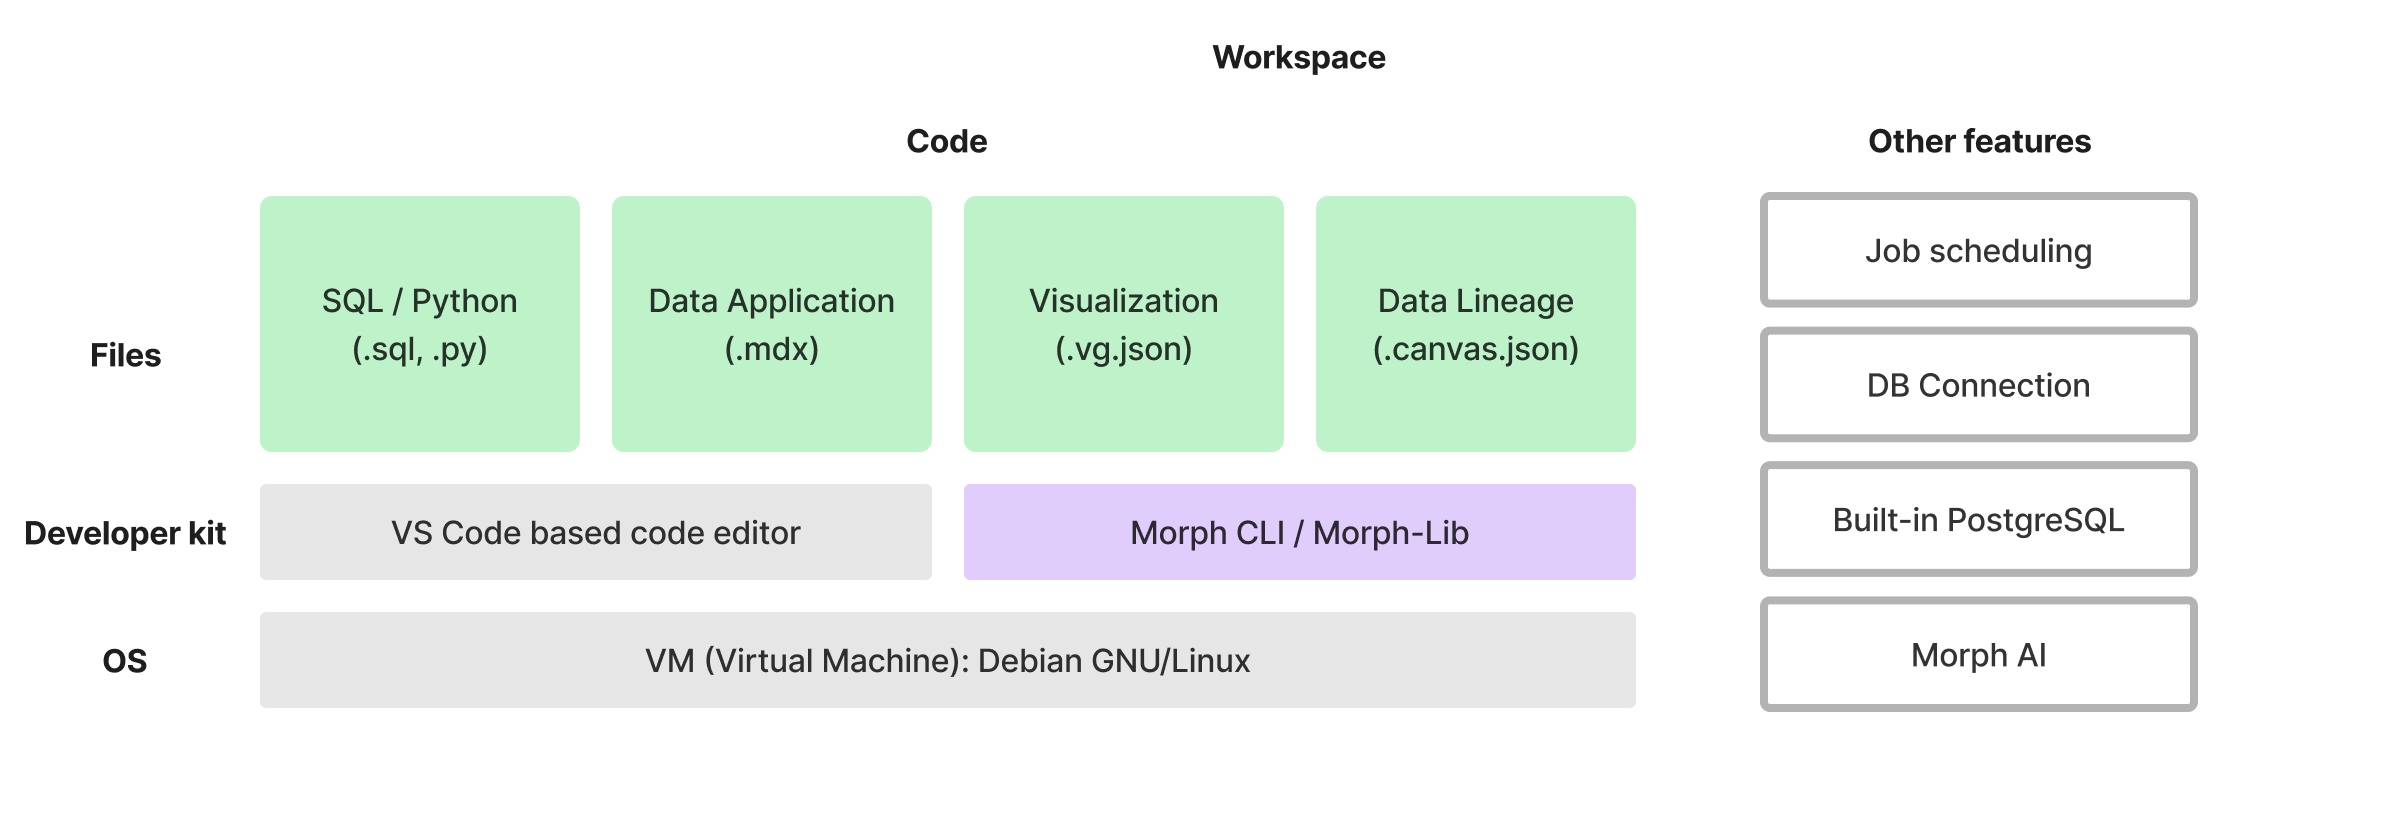 Workspace
Code
Other features
Files
SQL / Python
(.sql, .py)
Data Application
(.mdx)
Visualization
(.vg.json)
Data Lineage
(.canvas.json)
Developer kit
VS Code based code editor
Morph CLI / Morph-Lib
OS
VM (Virtual Machine): Debian GNU/Linux
Job scheduling
DB Connection
Built-in PostgreSQL
Morph AI